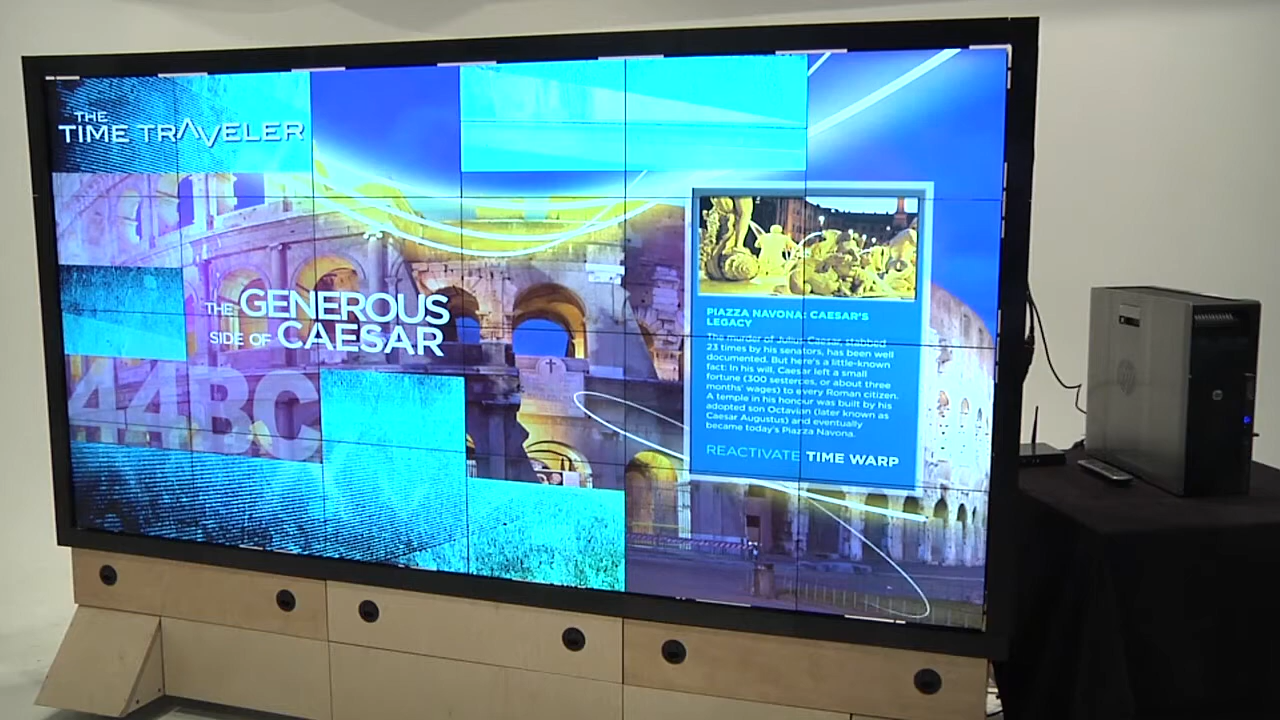 THE
TIME TRAVELER
THE GENEROUS
SIDE OF CAESAR
44BC
PIAZZA NAVONA: CAESAR'S
LEGACY
The murder of Julius Caesar, stabbed
23 times by his senators, has been well
documented. But here's a little-known
fact: In his will, Caesar left a small
fortune (300 sesterces, or about three
months' wages) to every Roman citizen.
A temple in his honour was built by his
adopted son Octavian (later known as
Caesar Augustus) and eventually
became today's Piazza Navona.
REACTIVATE TIME WARP
hp